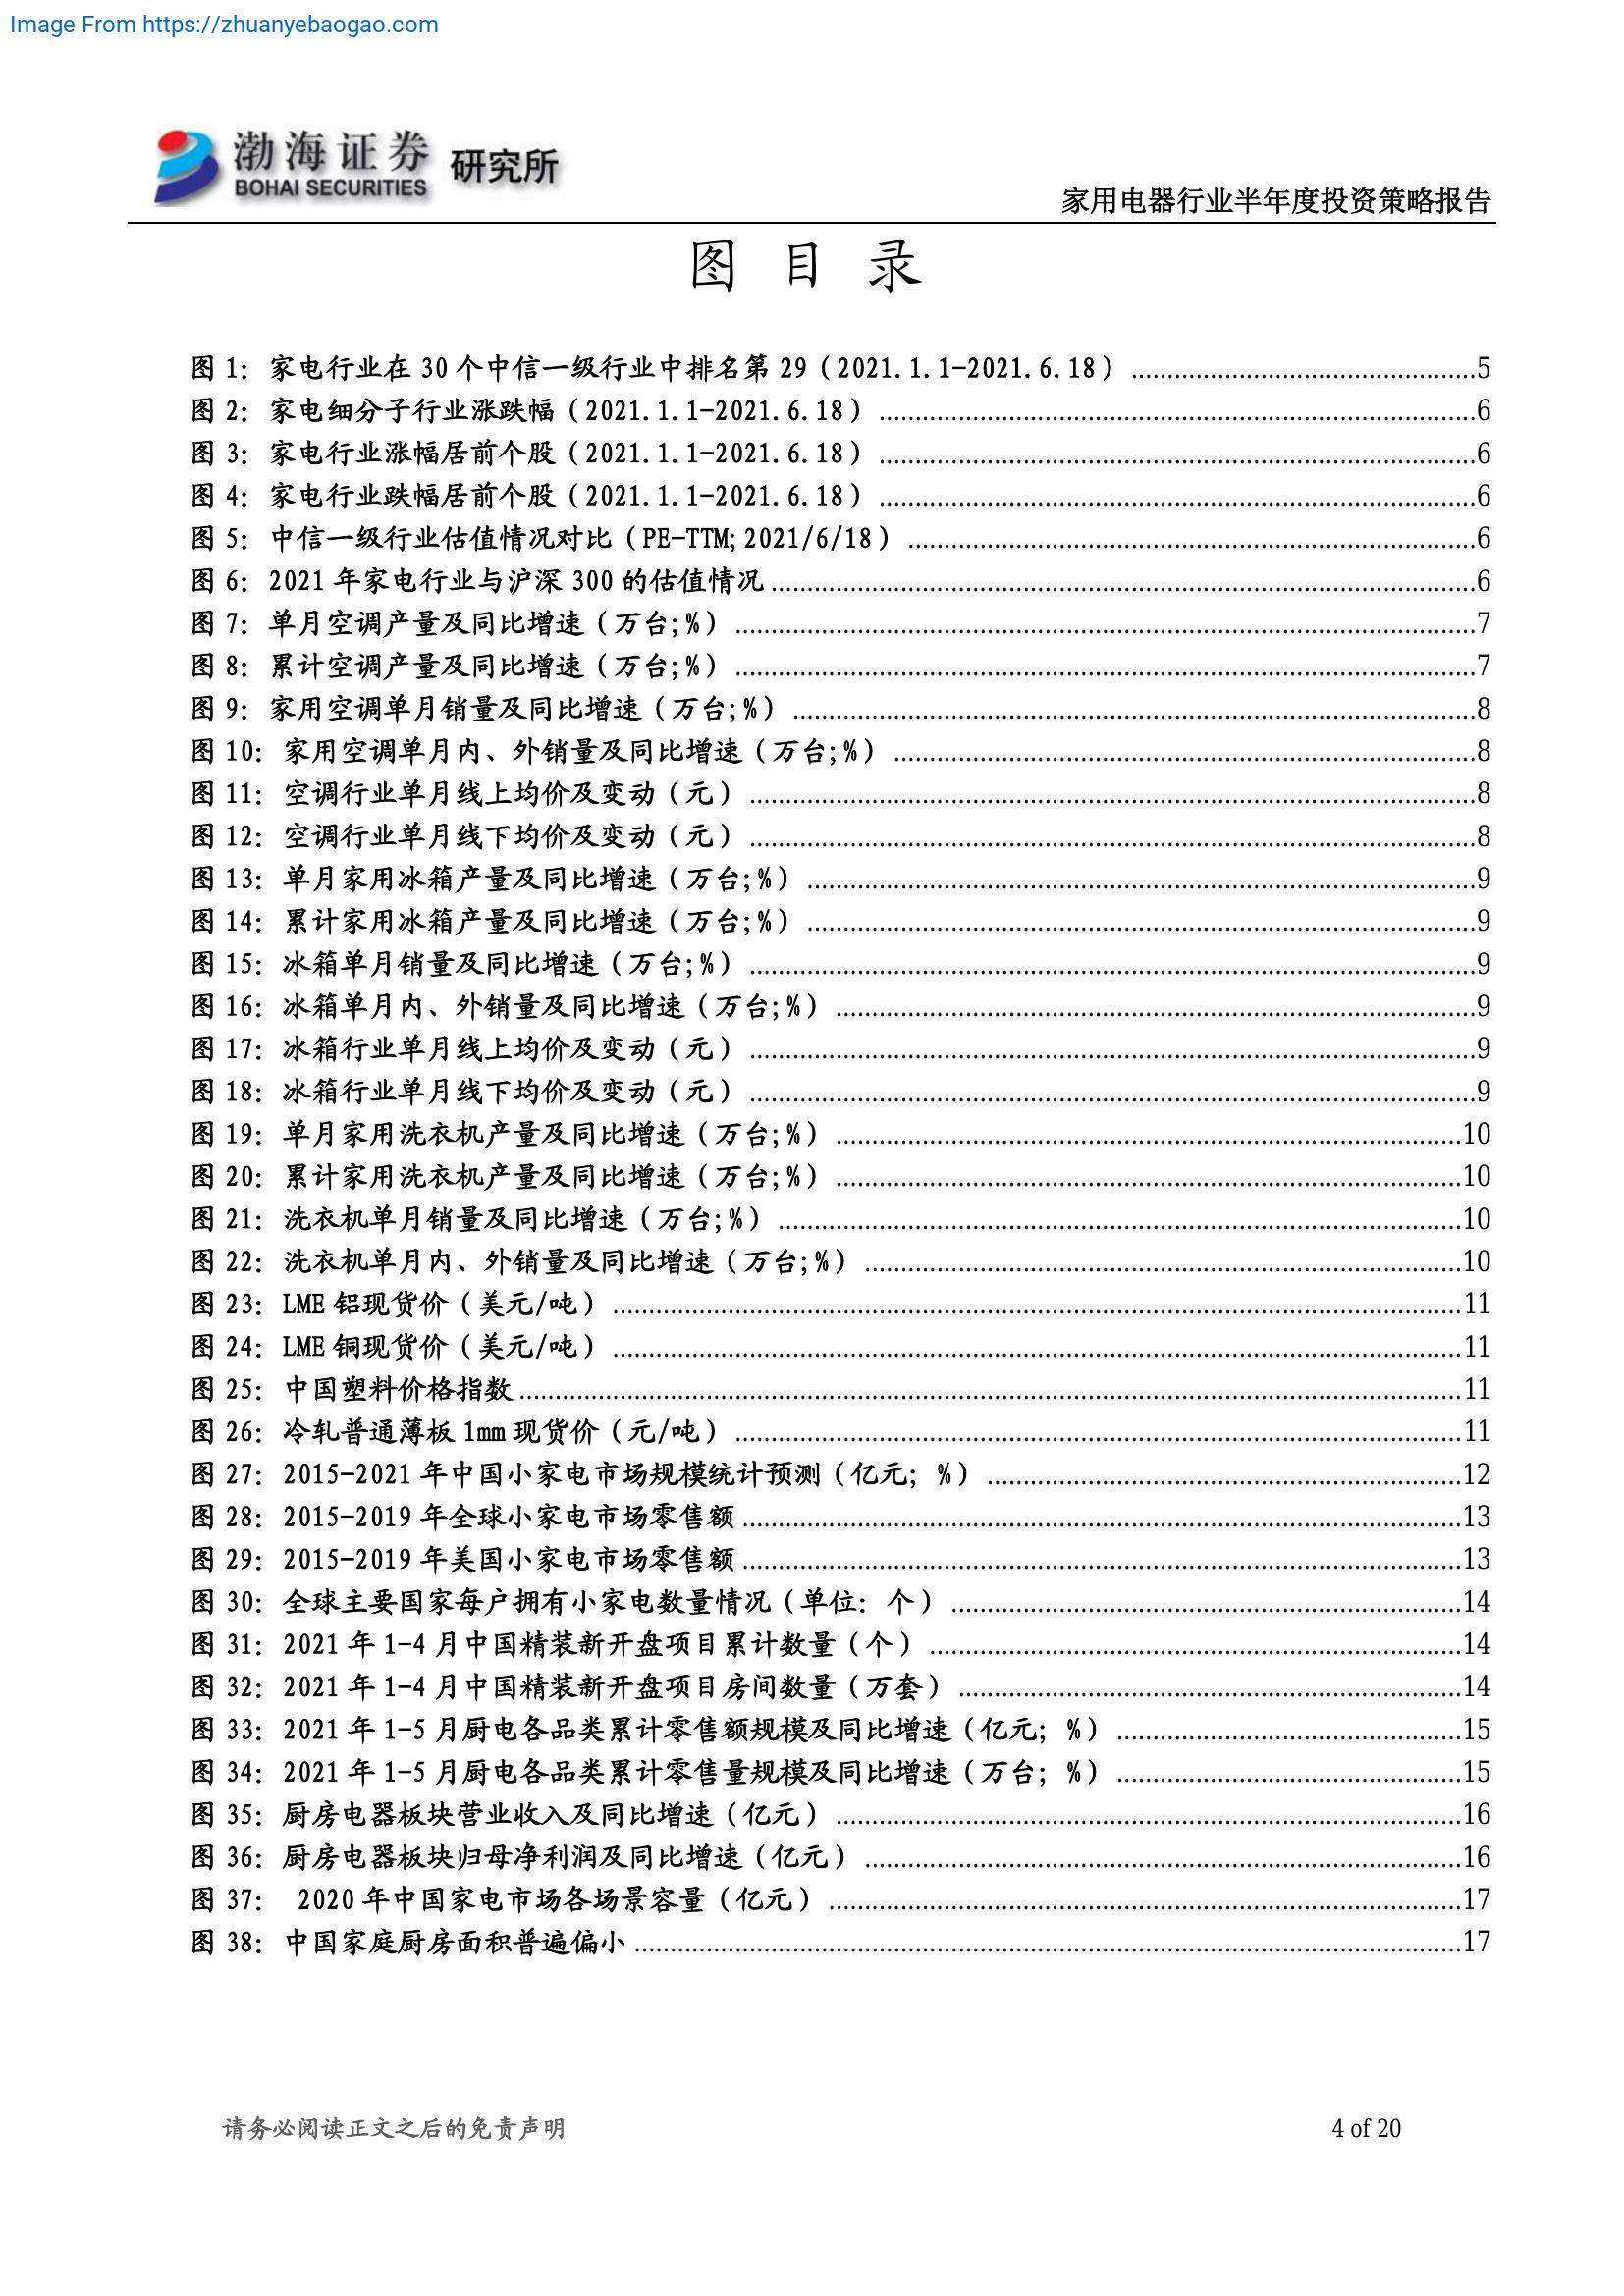 Image From https://zhuanyebaogao.com
渤海证券 研究所
BOHAI SECURITIES
家用电器行业半年度投资策略报告
图 目 录
图 1：家电行业在 30 个中信一级行业中排名第 29（2021.1.1-2021.6.18）........5
图 2：家电细分子行业涨跌幅（2021.1.1-2021.6.18）........6
图 3：家电行业涨幅居前个股（2021.1.1-2021.6.18）........6
图 4：家电行业跌幅居前个股（2021.1.1-2021.6.18）........6
图 5：中信一级行业估值情况对比（PE-TTM;2021/6/18）........6
图 6：2021 年家电行业与沪深 300 的估值情况........6
图 7：单月空调产量及同比增速（万台;%）........7
图 8：累计空调产量及同比增速（万台;%）........7
图 9：家用空调单月销量及同比增速（万台;%）........8
图 10：家用空调单月内、外销量及同比增速（万台;%）........8
图 11：空调行业单月线上均价及变动（元）........8
图 12：空调行业单月线下均价及变动（元）........8
图 13：单月家用冰箱产量及同比增速（万台;%）........9
图 14：累计家用冰箱产量及同比增速（万台;%）........9
图 15：冰箱单月销量及同比增速（万台;%）........9
图 16：冰箱单月内、外销量及同比增速（万台;%）........9
图 17：冰箱行业单月线上均价及变动（元）........9
图 18：冰箱行业单月线下均价及变动（元）........9
图 19：单月家用洗衣机产量及同比增速（万台;%）........10
图 20：累计家用洗衣机产量及同比增速（万台;%）........10
图 21：洗衣机单月销量及同比增速（万台;%）........10
图 22：洗衣机单月内、外销量及同比增速（万台;%）........10
图 23：LME 铝现货价（美元/吨）........11
图 24：LME 铜现货价（美元/吨）........11
图 25：中国塑料价格指数........11
图 26：冷轧普通薄板 1mm 现货价（元/吨）........11
图 27：2015-2021 年中国小家电市场规模统计预测（亿元；%）........12
图 28：2015-2019 年全球小家电市场零售额........13
图 29：2015-2019 年美国小家电市场零售额........13
图 30：全球主要国家每户拥有小家电数量情况（单位：个）........14
图 31：2021 年 1-4 月中国精装新开盘项目累计数量（个）........14
图 32：2021 年 1-4 月中国精装新开盘项目房间数量（万套）........14
图 33：2021 年 1-5 月厨电各品类累计零售额规模及同比增速（亿元；%）........15
图 34：2021 年 1-5 月厨电各品类累计零售量规模及同比增速（万台；%）........15
图 35：厨房电器板块营业收入及同比增速（亿元）........16
图 36：厨房电器板块归母净利润及同比增速（亿元）........16
图 37： 2020 年中国家电市场各场景容量（亿元）........17
图 38：中国家庭厨房面积普遍偏小........17
请务必阅读正文之后的免责声明 4 of 20